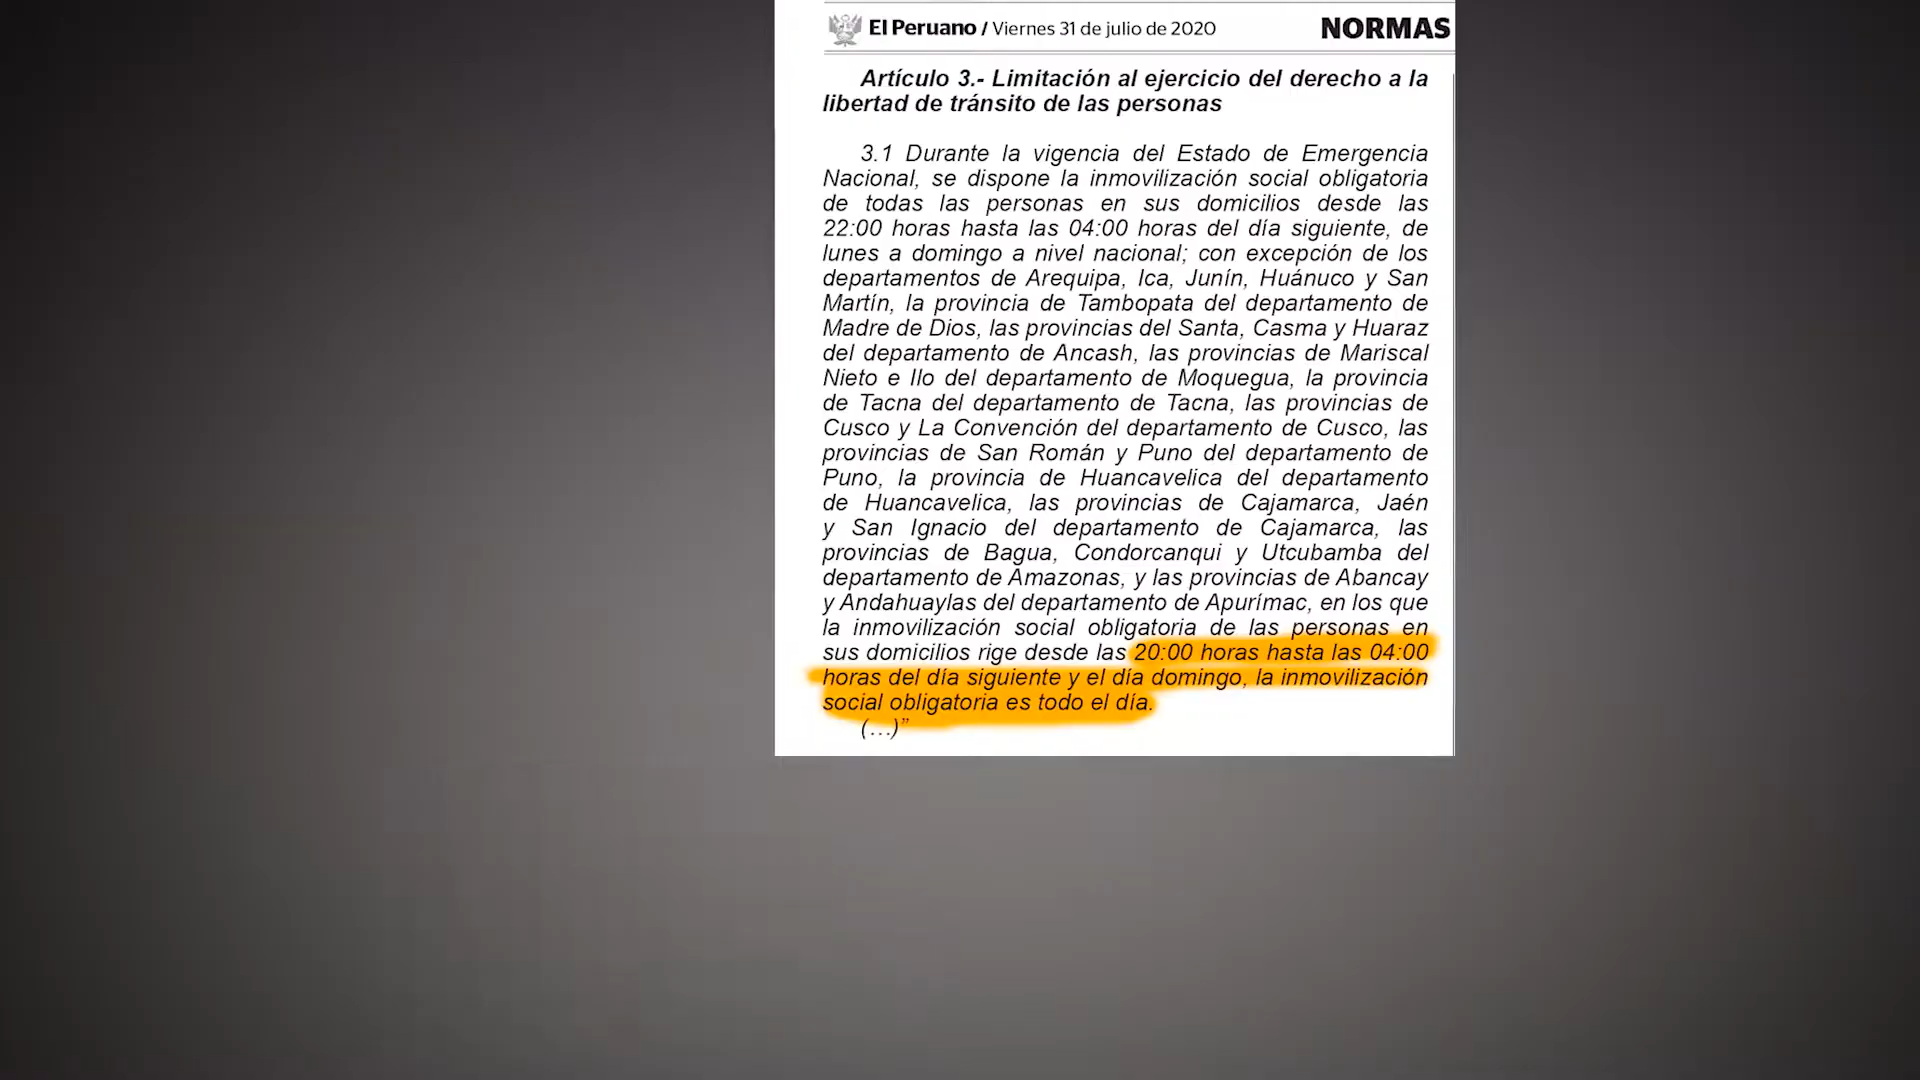 El Peruano / Viernes 31 de julio de 2020 NORMAS
Artículo 3.- Limitación al ejercicio del derecho a la
libertad de tránsito de las personas
3.1 Durante la vigencia del Estado de Emergencia
Nacional, se dispone la inmovilización social obligatoria
de todas las personas en sus domicilios desde las
22:00 horas hasta las 04:00 horas del día siguiente, de
lunes a domingo a nivel nacional; con excepción de los
departamentos de Arequipa, Ica, Junín, Huánuco y San
Martín, la provincia de Tambopata del departamento de
Madre de Dios, las provincias del Santa, Casma y Huaraz
del departamento de Ancash, las provincias de Mariscal
Nieto e Ilo del departamento de Moquegua, la provincia
de Tacna del departamento de Tacna, las provincias de
Cusco y La Convención del departamento de Cusco, las
provincias de San Román y Puno del departamento de
Puno, la provincia de Huancavelica del departamento
de Huancavelica, las provincias de Cajamarca, Jaén
y San Ignacio del departamento de Cajamarca, las
provincias de Bagua, Condorcanqui y Utcubamba del
departamento de Amazonas, y las provincias de Abancay
y Andahuaylas del departamento de Apurímac, en los que
la inmovilización social obligatoria de las personas en
sus domicilios rige desde las 20:00 horas hasta las 04:00
horas del día siguiente y el día domingo, la inmovilización
social obligatoria es todo el día.
(…)”